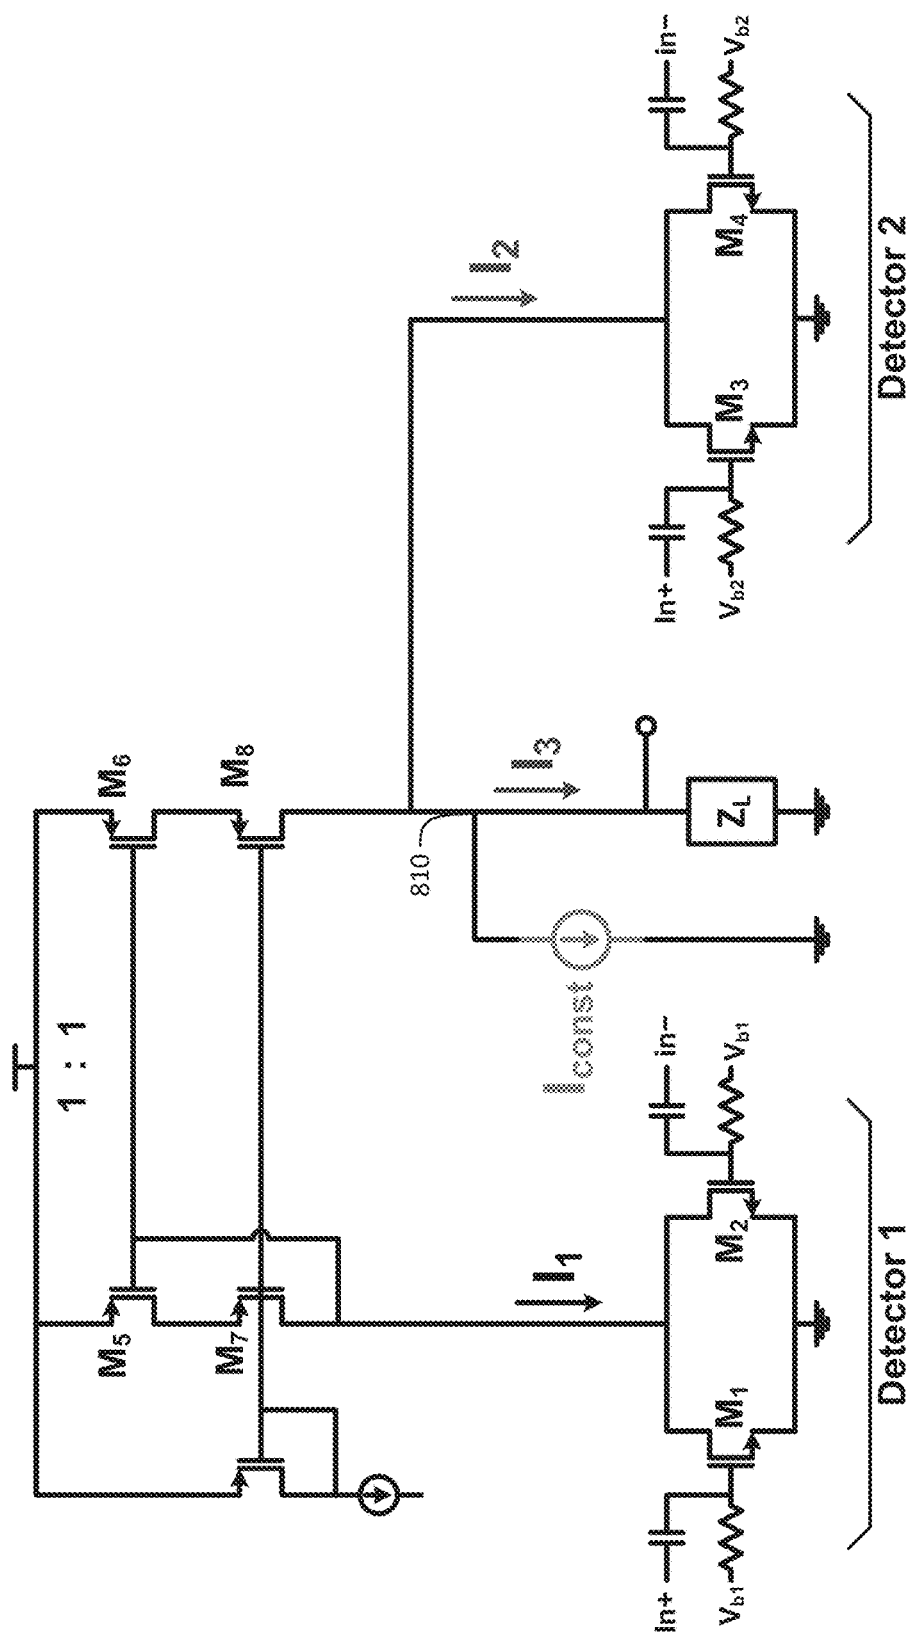 1 : 1
M5
M7
M6
M8
810
I1
Iconst
I3
I2
In+
in−
Vb1
M1
M2
Vb1
In+
in−
Vb2
M3
M4
Vb2
ZL
Detector 1
Detector 2